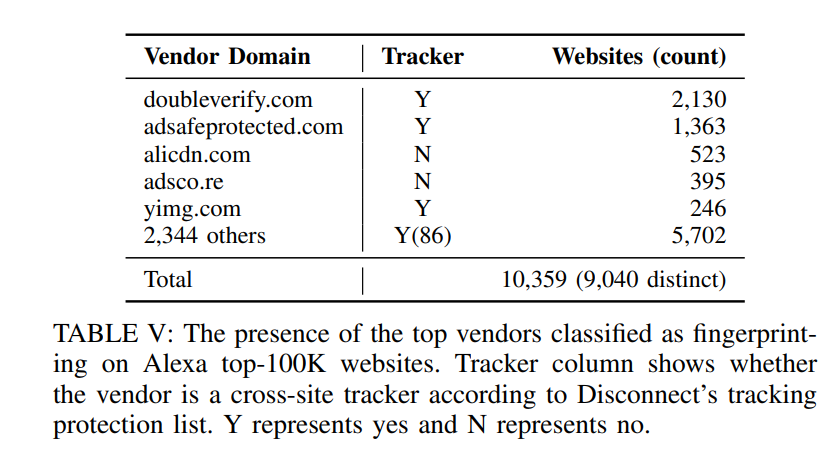 Vendor Domain Tracker Websites (count)
doubleverify.com Y 2,130
adsafeprotected.com Y 1,363
alicdn.com N 523
adsco.re N 395
yimg.com Y 246
2,344 others Y(86) 5,702
Total 10,359 (9,040 distinct)
TABLE V: The presence of the top vendors classified as fingerprint-
ing on Alexa top-100K websites. Tracker column shows whether
the vendor is a cross-site tracker according to Disconnect’s tracking
protection list. Y represents yes and N represents no.